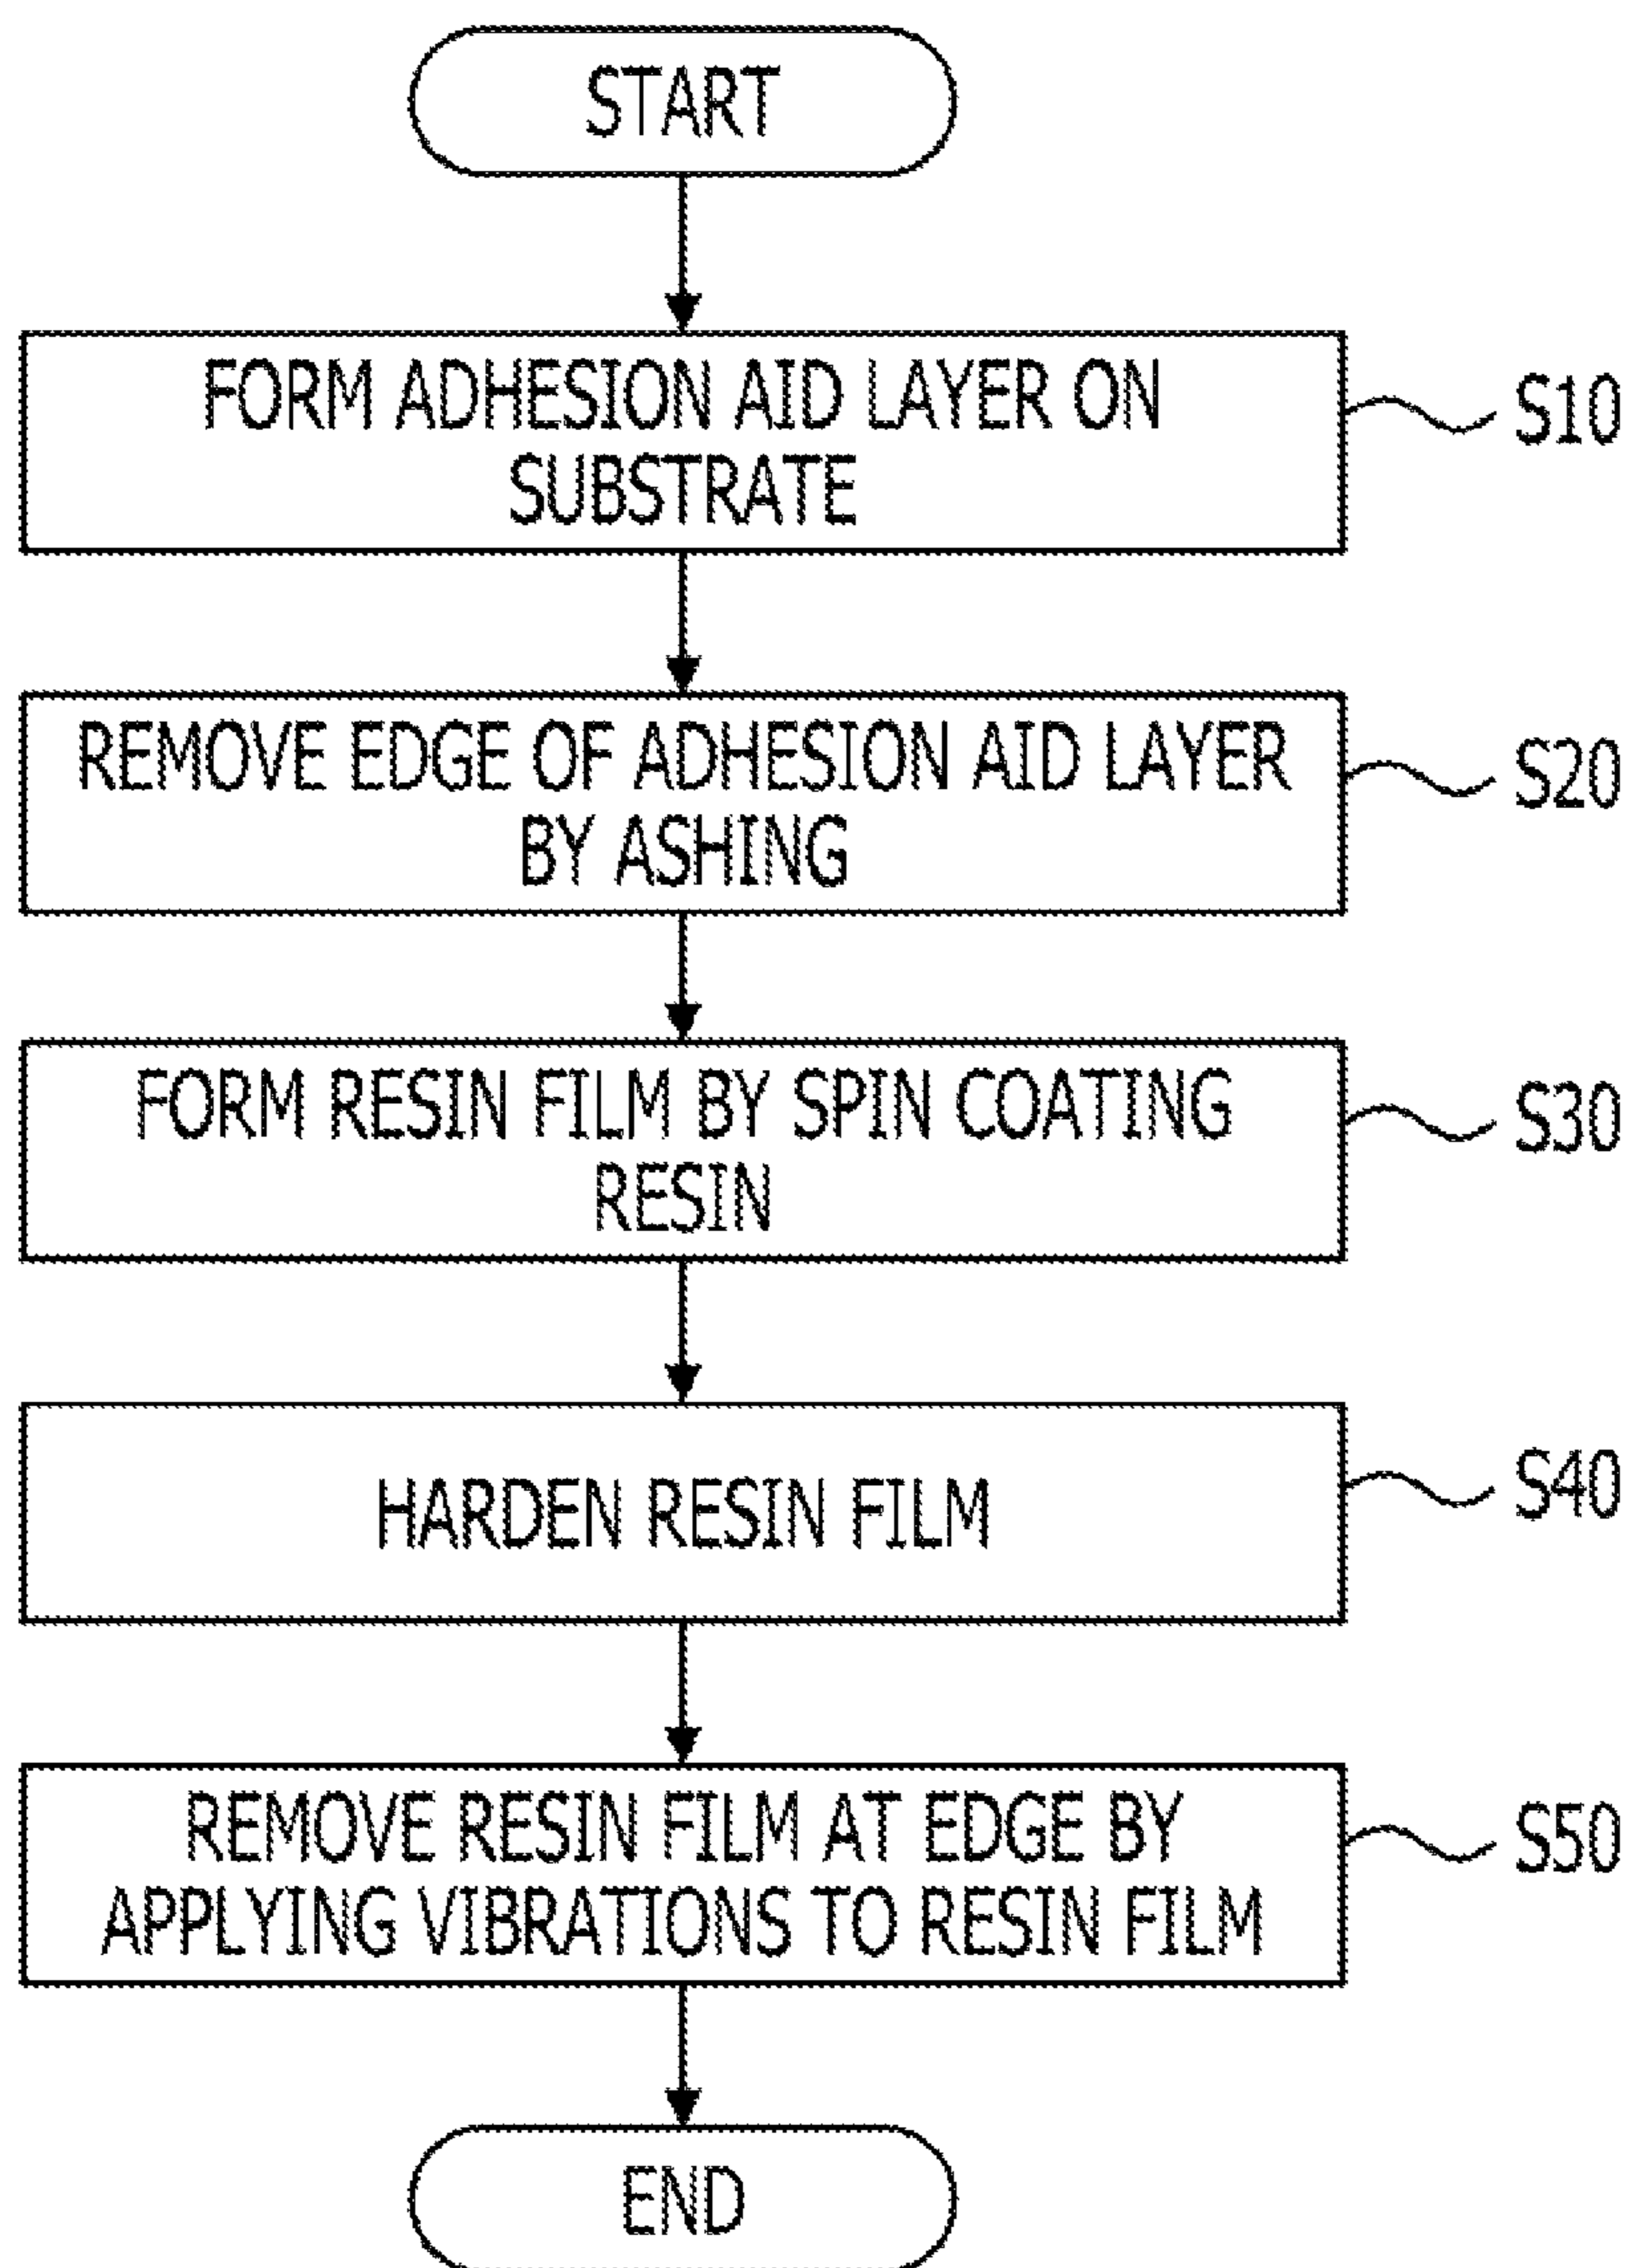 START
FORM ADHESION AID LAYER ON
SUBSTRATE
S10
REMOVE EDGE OF ADHESION AID LAYER
BY ASHING
S20
FORM RESIN FILM BY SPIN COATING
RESIN
S30
HARDEN RESIN FILM
S40
REMOVE RESIN FILM AT EDGE BY
APPLYING VIBRATIONS TO RESIN FILM
S50
END